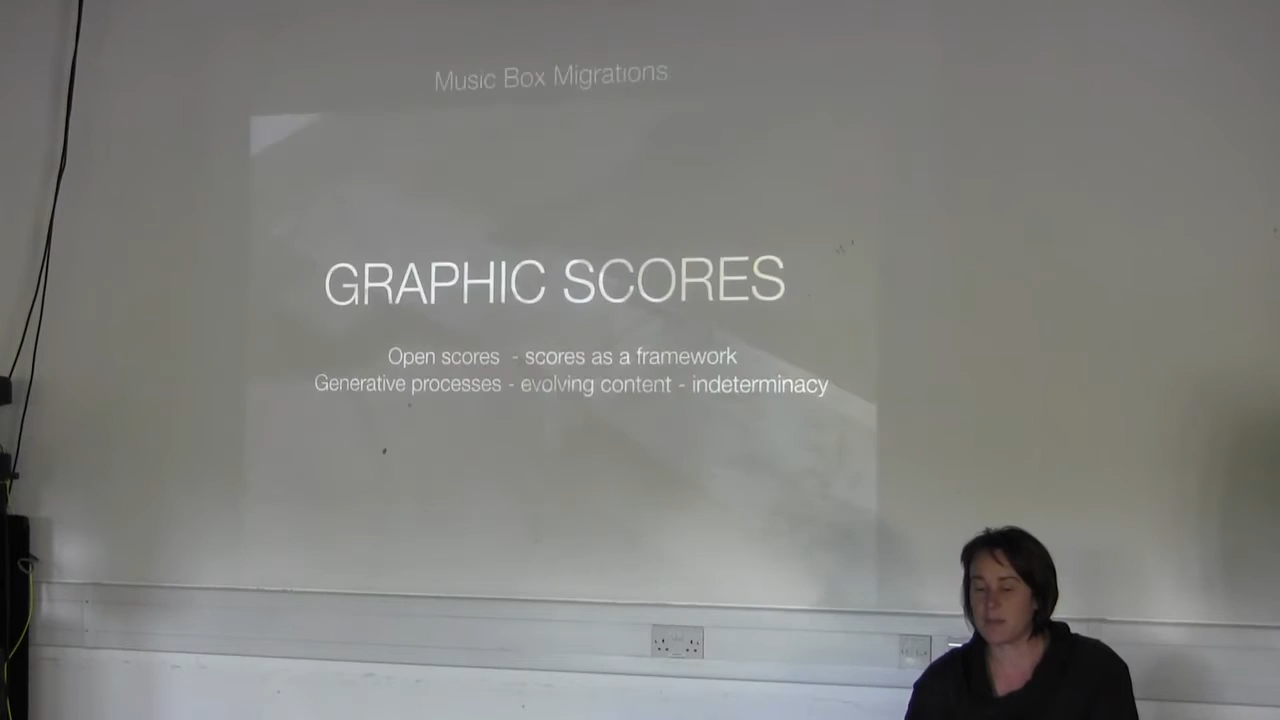 Music Box Migrations
GRAPHIC SCORES
Open scores - scores as a framework
Generative processes - evolving content - indeterminacy